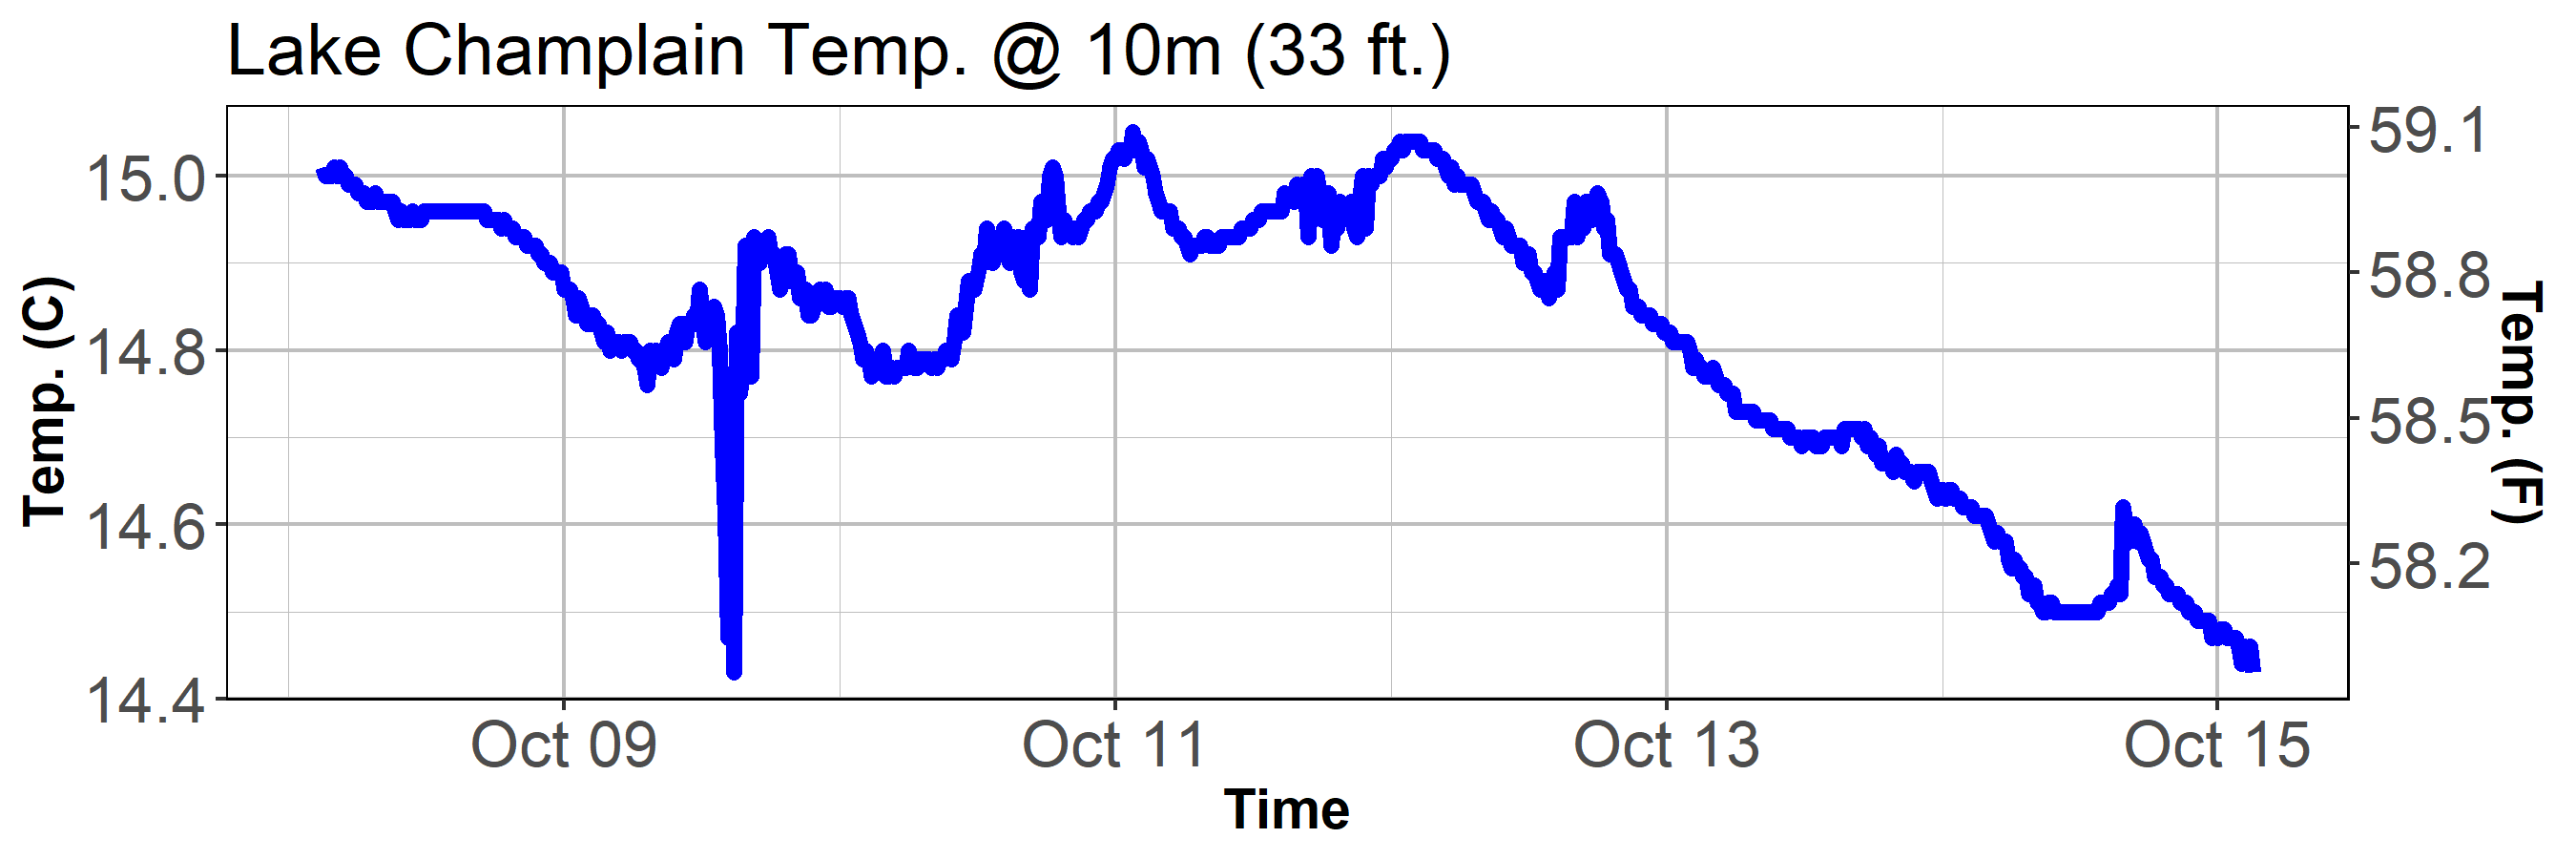 Lake Champlain Temp. @ 10m (33 ft.)
15.0
14.8
14.6
14.4
Temp. (C)
59.1
58.8
58.5
58.2
Temp. (F)
Oct 09
Oct 11
Oct 13
Oct 15
Time